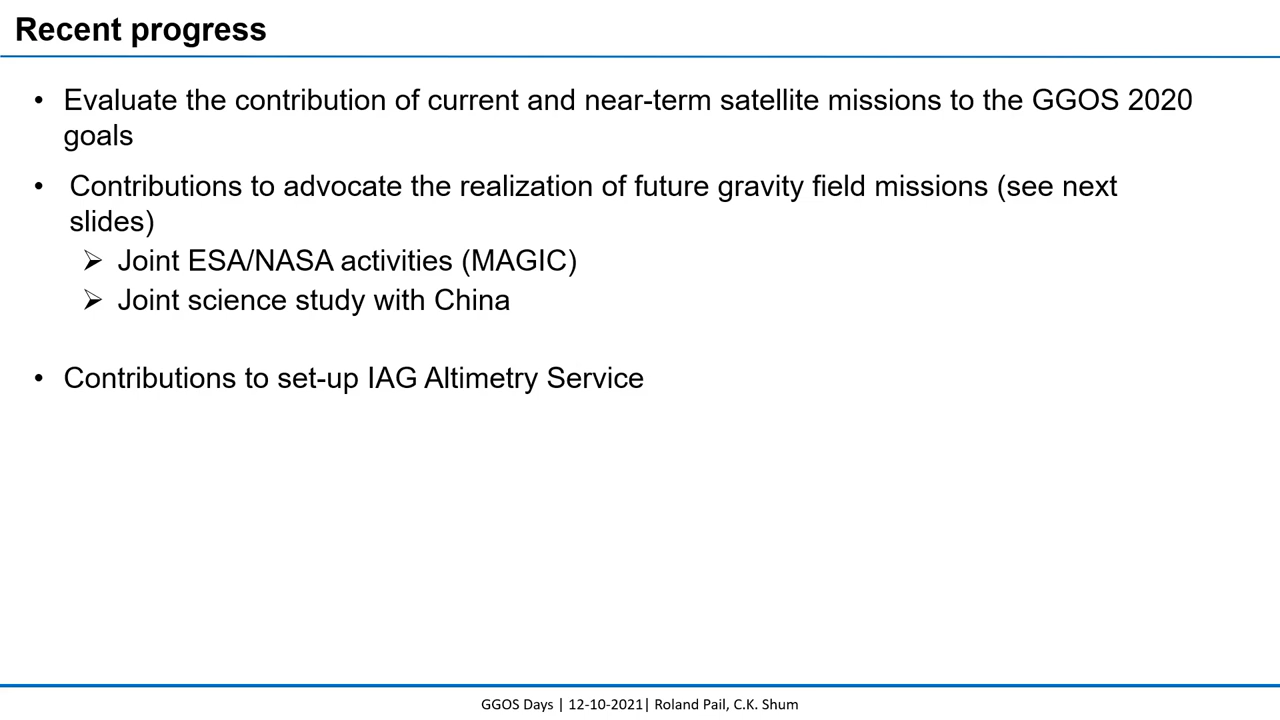 Recent progress
• Evaluate the contribution of current and near-term satellite missions to the GGOS 2020
goals
• Contributions to advocate the realization of future gravity field missions (see next
slides)
➢ Joint ESA/NASA activities (MAGIC)
➢ Joint science study with China
• Contributions to set-up IAG Altimetry Service
GGOS Days | 12-10-2021| Roland Pail, C.K. Shum